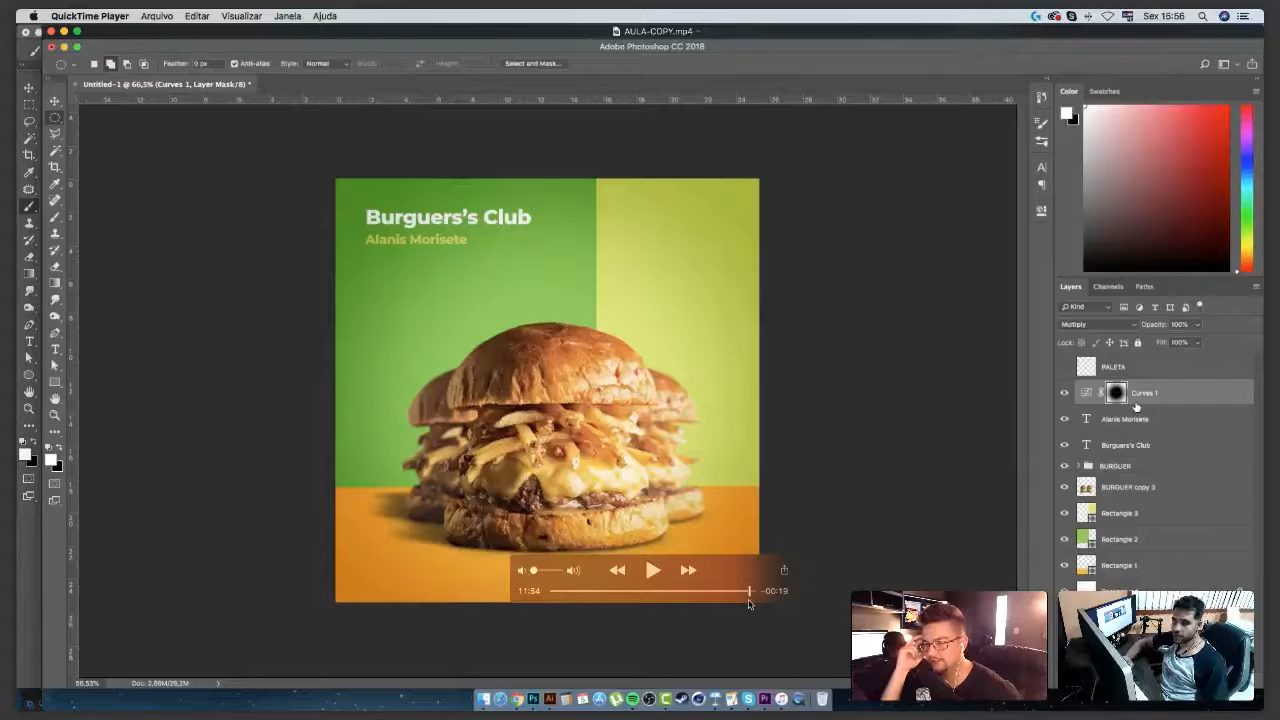 QuickTime Player Arquivo Editar Visualizar Janela Ajuda Sex 15:56
AULA-COPY.mp4
Adobe Photoshop CC 2018
Feather: 0 px Anti-alias Style: Normal Width: Height: Select and Mask...
Untitled-1 @ 66,5% (Curves 1, Layer Mask/8) *
Color Swatches
Burguers's Club
Alanis Morisete
Layers Channels Paths
Kind
Multiply Opacity: 100%
Lock: Fill: 100%
PALETA
Curves 1
Alanis Morisete
Burguers's Club
BURGUER
BURGUER copy 3
Rectangle 3
Rectangle 2
Rectangle 1
11:54 -00:19
66,53% Doc: 2,88M/29,2M